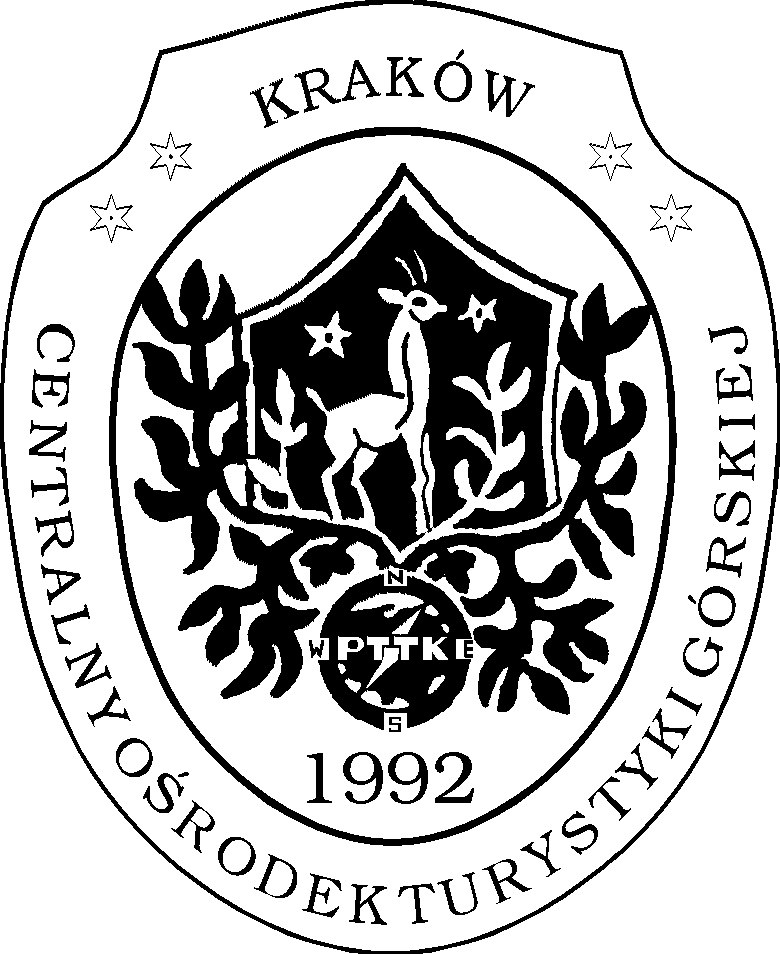 KRAKÓW
CENTRALNY OŚRODEK TURYSTYKI GÓRSKIEJ
N
W PTTK E
S
1992